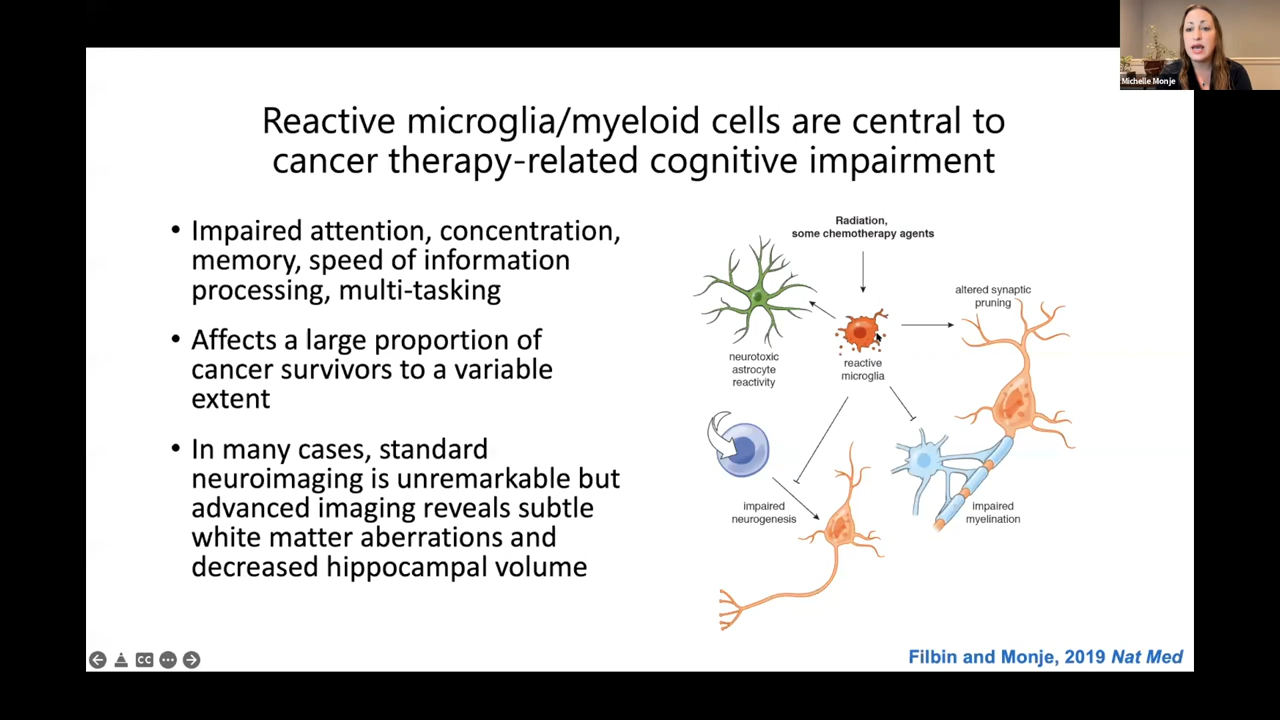 Michelle Monje
Reactive microglia/myeloid cells are central to
cancer therapy-related cognitive impairment
• Impaired attention, concentration,
memory, speed of information
processing, multi-tasking
• Affects a large proportion of
cancer survivors to a variable
extent
• In many cases, standard
neuroimaging is unremarkable but
advanced imaging reveals subtle
white matter aberrations and
decreased hippocampal volume
Radiation,
some chemotherapy agents
altered synaptic
pruning
neurotoxic
astrocyte
reactivity
reactive
microglia
impaired
neurogenesis
impaired
myelination
CC
Filbin and Monje, 2019 Nat Med